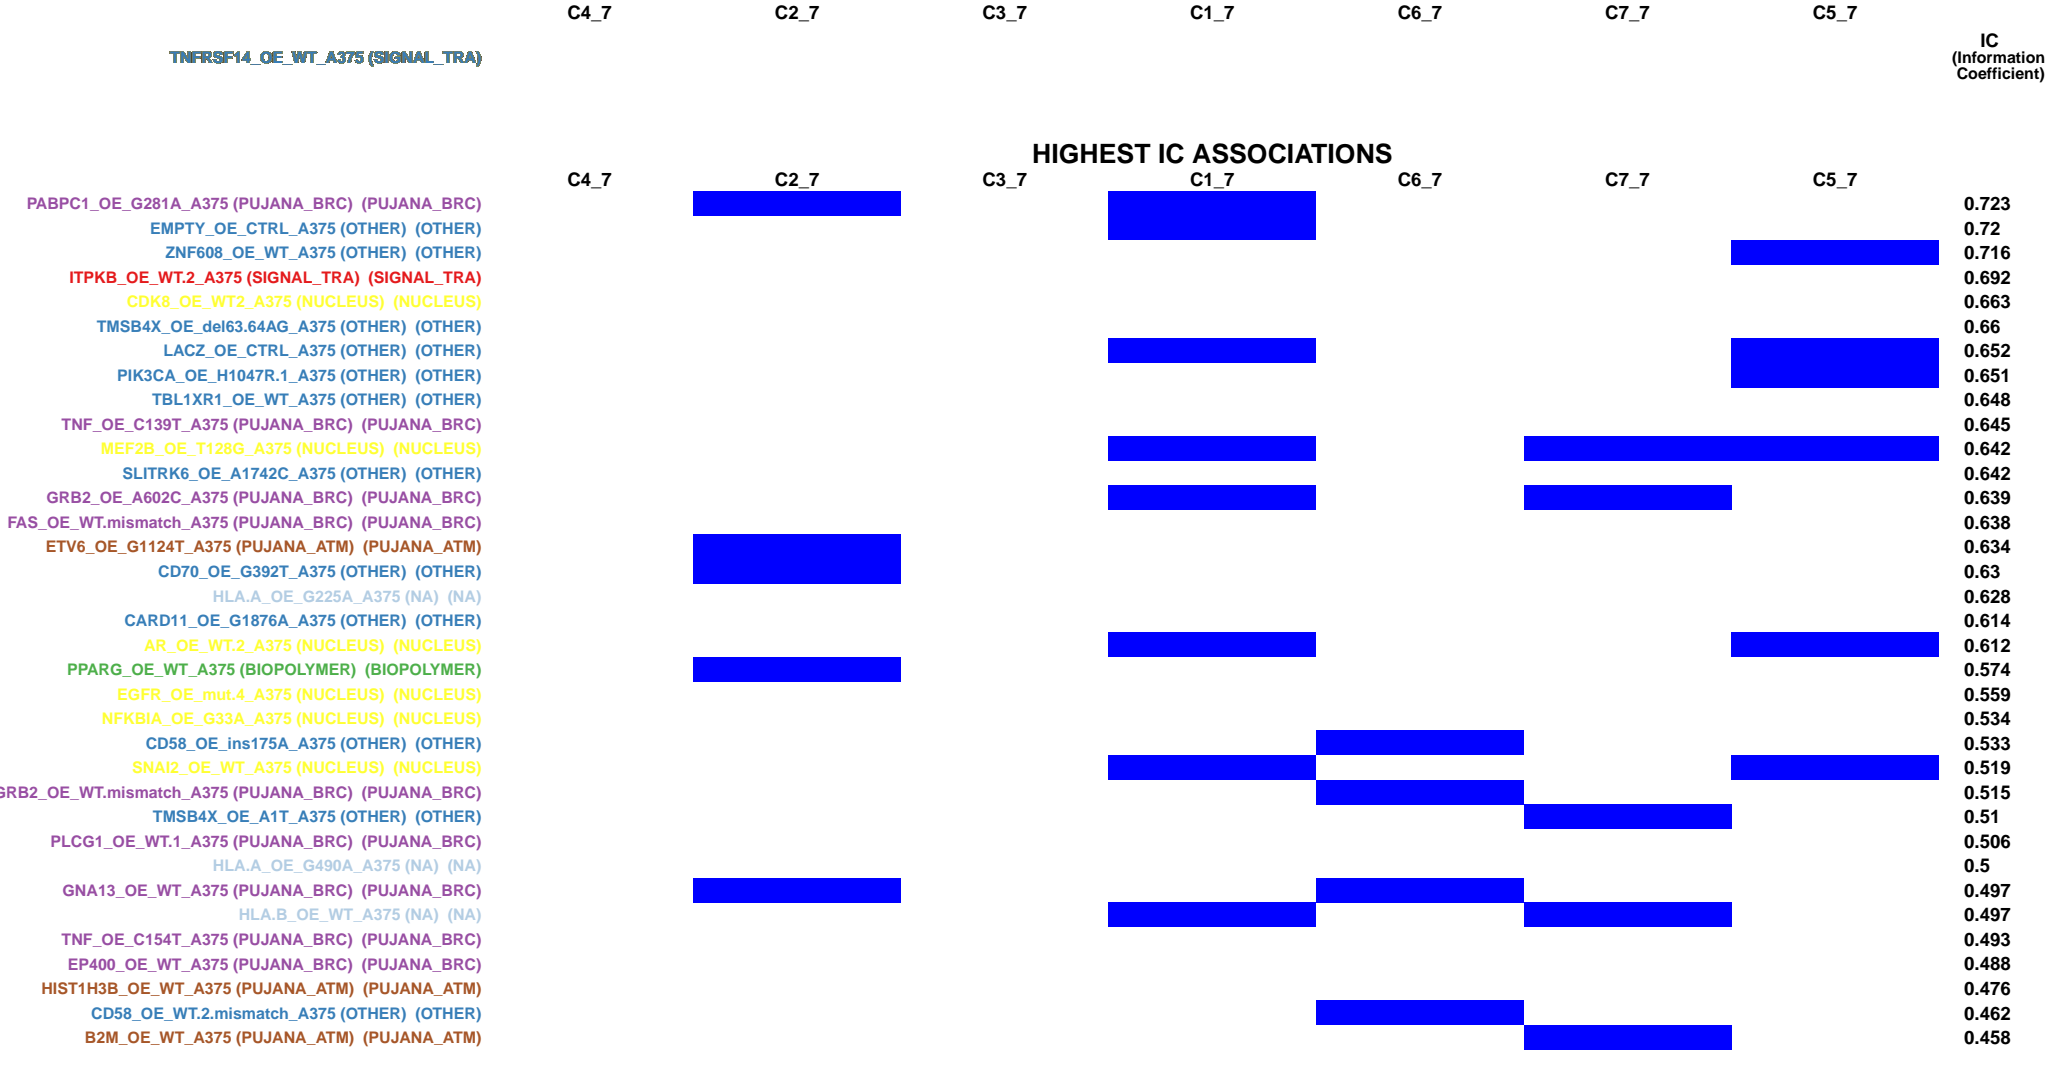 C4_7 C2_7 C3_7 C1_7 C6_7 C7_7 C5_7
IC
TNFRSF14_OE_WT_A375 (SIGNAL_TRA) (Information
Coefficient)
HIGHEST IC ASSOCIATIONS
C4_7 C2_7 C3_7 C1_7 C6_7 C7_7 C5_7
PABPC1_OE_G281A_A375 (PUJANA_BRC) (PUJANA_BRC) 0.723
EMPTY_OE_CTRL_A375 (OTHER) (OTHER) 0.72
ZNF608_OE_WT_A375 (OTHER) (OTHER) 0.716
ITPKB_OE_WT.2_A375 (SIGNAL_TRA) (SIGNAL_TRA) 0.692
CDK8_OE_WT2_A375 (NUCLEUS) (NUCLEUS) 0.663
TMSB4X_OE_del63.64AG_A375 (OTHER) (OTHER) 0.66
LACZ_OE_CTRL_A375 (OTHER) (OTHER) 0.652
PIK3CA_OE_H1047R.1_A375 (OTHER) (OTHER) 0.651
TBL1XR1_OE_WT_A375 (OTHER) (OTHER) 0.648
TNF_OE_C139T_A375 (PUJANA_BRC) (PUJANA_BRC) 0.645
MEF2B_OE_T128G_A375 (NUCLEUS) (NUCLEUS) 0.642
SLITRK6_OE_A1742C_A375 (OTHER) (OTHER) 0.642
GRB2_OE_A602C_A375 (PUJANA_BRC) (PUJANA_BRC) 0.639
FAS_OE_WT.mismatch_A375 (PUJANA_BRC) (PUJANA_BRC) 0.638
ETV6_OE_G1124T_A375 (PUJANA_ATM) (PUJANA_ATM) 0.634
CD70_OE_G392T_A375 (OTHER) (OTHER) 0.63
HLA.A_OE_G225A_A375 (NA) (NA) 0.628
CARD11_OE_G1876A_A375 (OTHER) (OTHER) 0.614
AR_OE_WT.2_A375 (NUCLEUS) (NUCLEUS) 0.612
PPARG_OE_WT_A375 (BIOPOLYMER) (BIOPOLYMER) 0.574
EGFR_OE_mut.4_A375 (NUCLEUS) (NUCLEUS) 0.559
NFKBIA_OE_G33A_A375 (NUCLEUS) (NUCLEUS) 0.534
CD58_OE_ins175A_A375 (OTHER) (OTHER) 0.533
SNAI2_OE_WT_A375 (NUCLEUS) (NUCLEUS) 0.519
GRB2_OE_WT.mismatch_A375 (PUJANA_BRC) (PUJANA_BRC) 0.515
TMSB4X_OE_A1T_A375 (OTHER) (OTHER) 0.51
PLCG1_OE_WT.1_A375 (PUJANA_BRC) (PUJANA_BRC) 0.506
HLA.A_OE_G490A_A375 (NA) (NA) 0.5
GNA13_OE_WT_A375 (PUJANA_BRC) (PUJANA_BRC) 0.497
HLA.B_OE_WT_A375 (NA) (NA) 0.497
TNF_OE_C154T_A375 (PUJANA_BRC) (PUJANA_BRC) 0.493
EP400_OE_WT_A375 (PUJANA_BRC) (PUJANA_BRC) 0.488
HIST1H3B_OE_WT_A375 (PUJANA_ATM) (PUJANA_ATM) 0.476
CD58_OE_WT.2.mismatch_A375 (OTHER) (OTHER) 0.462
B2M_OE_WT_A375 (PUJANA_ATM) (PUJANA_ATM) 0.458